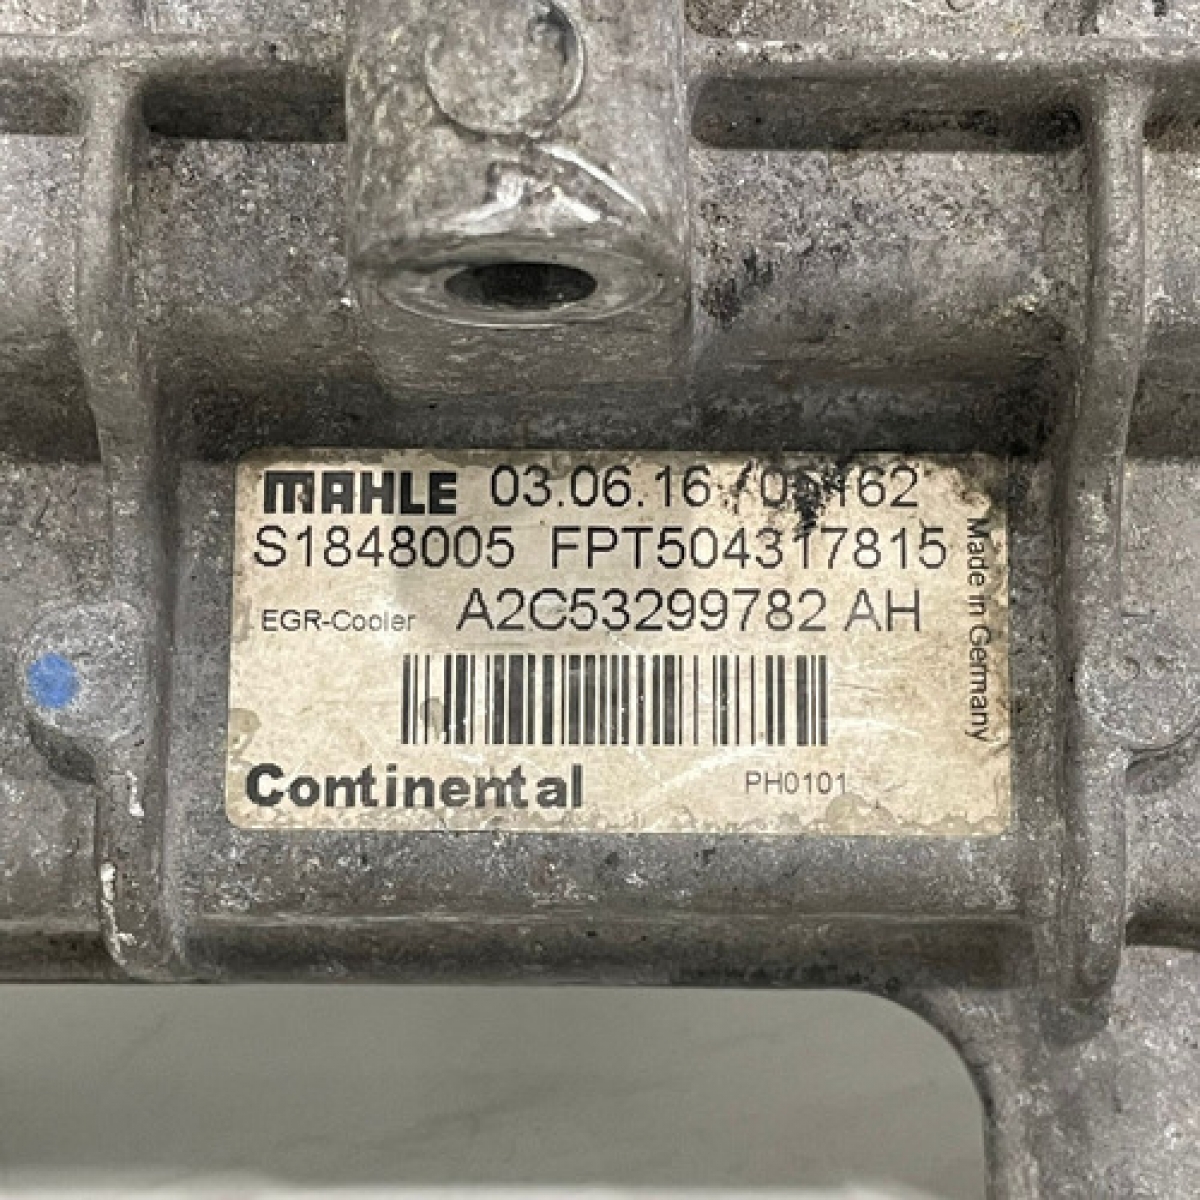 MAHLE 03.06.16
S1848005 FPT504317815
EGR-Cooler A2C53299782 AH
Continental PH0101
Made in Germany